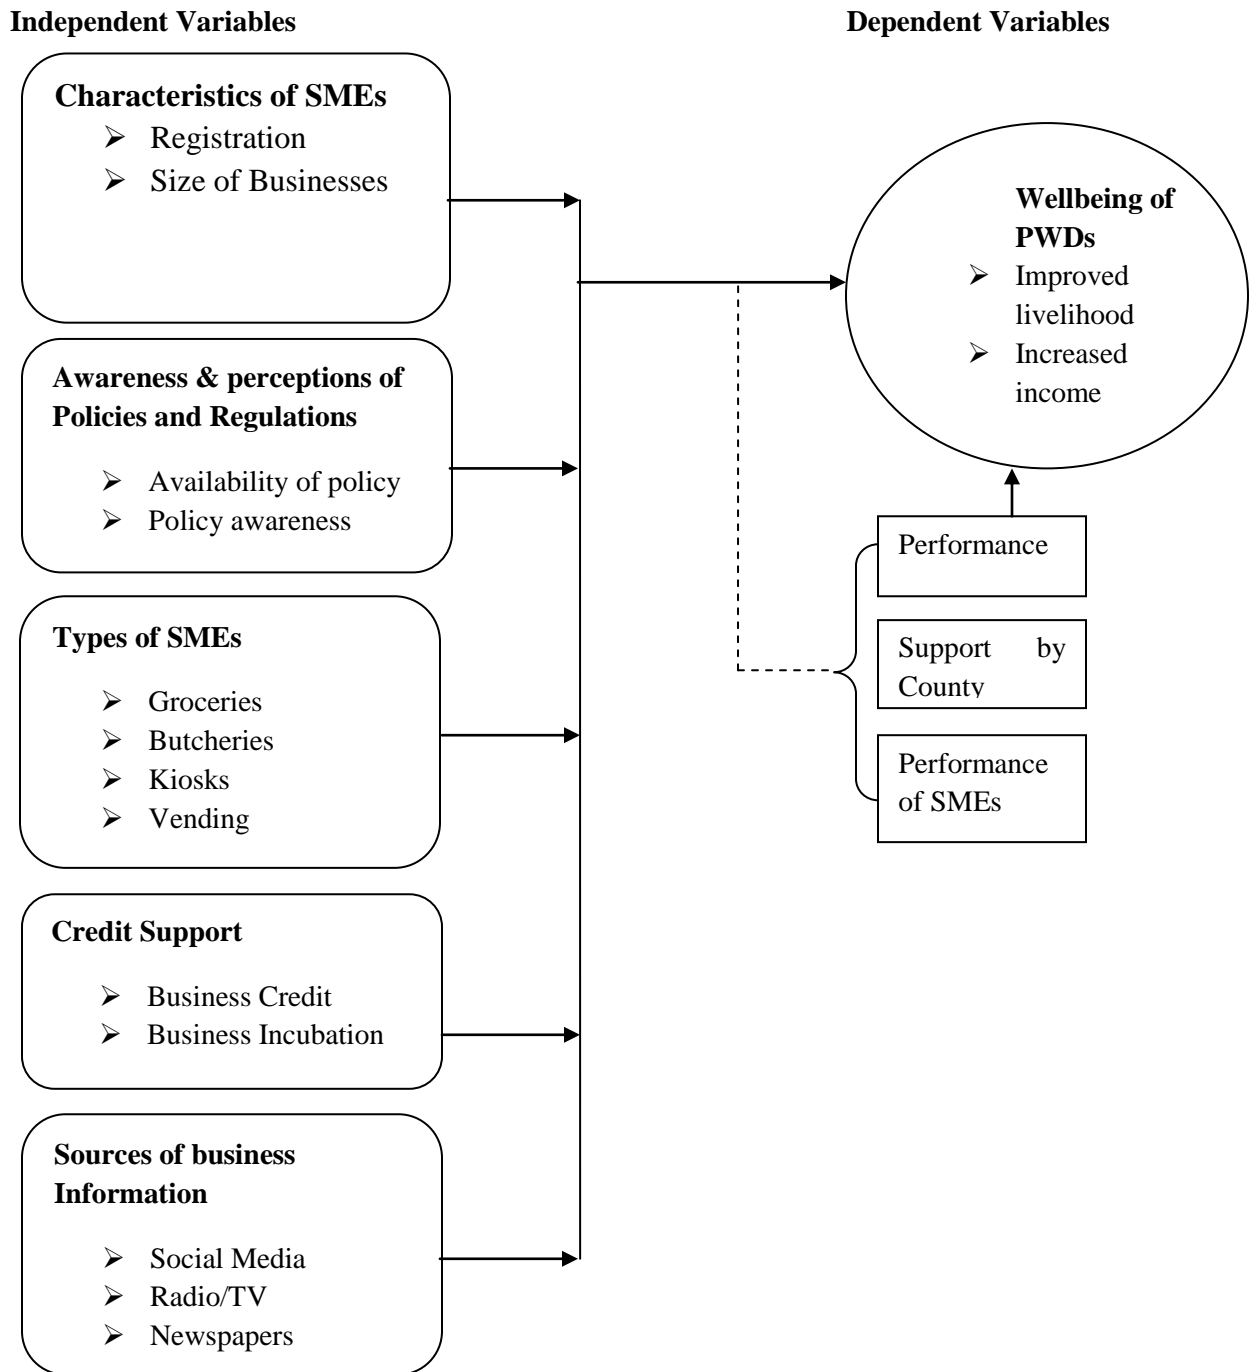 Independent Variables
Dependent Variables
Characteristics of SMEs
➢ Registration
➢ Size of Businesses
Awareness & perceptions of
Policies and Regulations
➢ Availability of policy
➢ Policy awareness
Types of SMEs
➢ Groceries
➢ Butcheries
➢ Kiosks
➢ Vending
Credit Support
➢ Business Credit
➢ Business Incubation
Sources of business
Information
➢ Social Media
➢ Radio/TV
➢ Newspapers
Wellbeing of
PWDs
➢ Improved
livelihood
➢ Increased
income
Performance
Support by
County
Performance
of SMEs